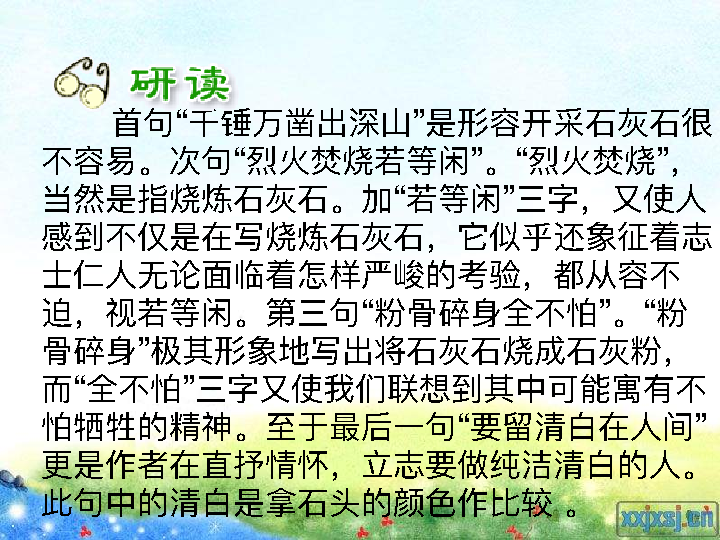 研读
首句“千锤万凿出深山”是形容开采石灰石很
不容易。次句“烈火焚烧若等闲”。“烈火焚烧”，
当然是指烧炼石灰石。加“若等闲”三字，又使人
感到不仅是在写烧炼石灰石，它似乎还象征着志
士仁人无论面临着怎样严峻的考验，都从容不
迫，视若等闲。第三句“粉骨碎身全不怕”。“粉
骨碎身”极其形象地写出将石灰石烧成石灰粉，
而“全不怕”三字又使我们联想到其中可能寓有不
怕牺牲的精神。至于最后一句“要留清白在人间”
更是作者在直抒情怀，立志要做纯洁清白的人。
此句中的清白是拿石头的颜色作比较 。
xxjxsj.cn